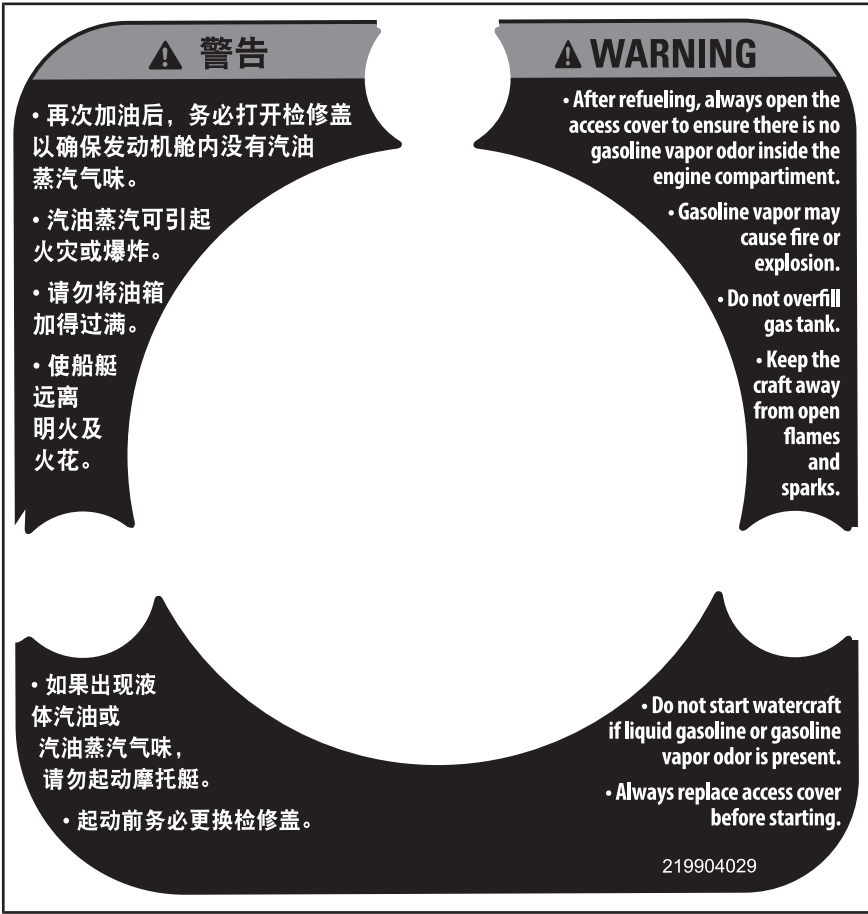 警告
• 再次加油后，务必打开检修盖
以确保发动机舱内没有汽油
蒸汽气味。
• 汽油蒸汽可引起
火灾或爆炸。
• 请勿将油箱
加得过满。
• 使船艇
远离
明火及
火花。
• 如果出现液
体汽油或
汽油蒸汽气味，
请勿起动摩托艇。
• 起动前务必更换检修盖。
WARNING
• After refueling, always open the
access cover to ensure there is no
gasoline vapor odor inside the
engine compartiment.
• Gasoline vapor may
cause fire or
explosion.
• Do not overfill
gas tank.
• Keep the
craft away
from open
flames
and
sparks.
• Do not start watercraft
if liquid gasoline or gasoline
vapor odor is present.
• Always replace access cover
before starting.
219904029